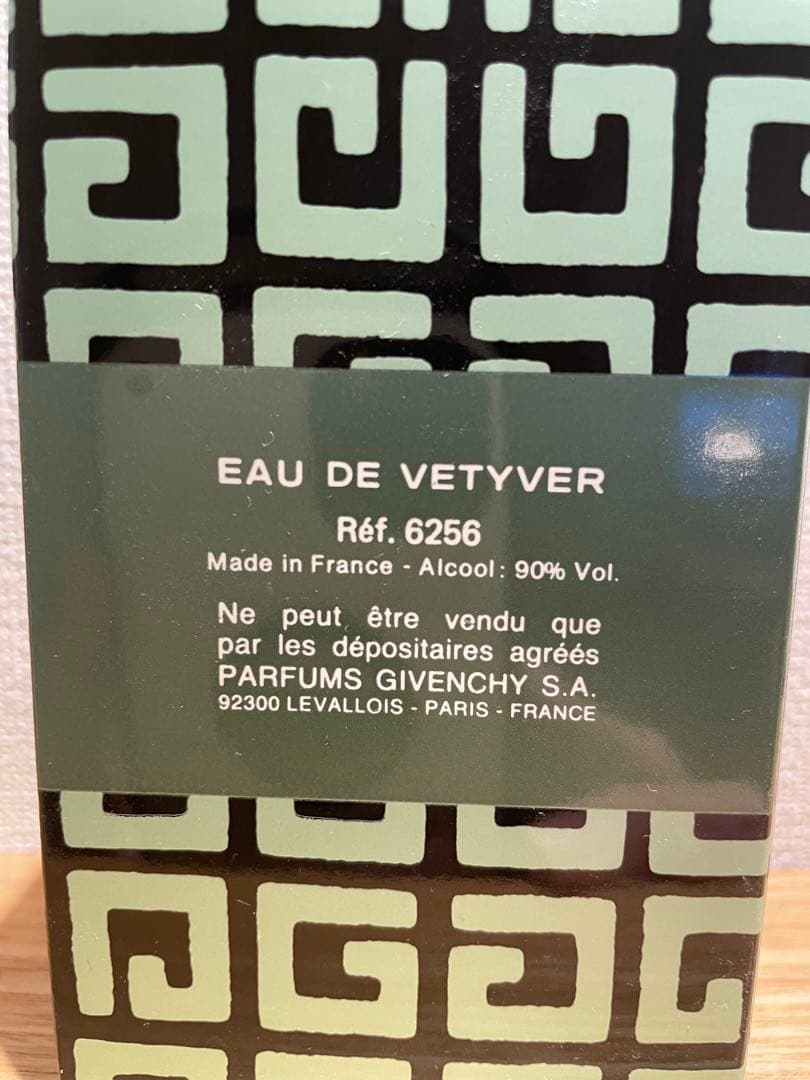 EAU DE VETYVER
Réf. 6256
Made in France - Alcool: 90% Vol.
Ne peut être vendu que
par les dépositaires agréés
PARFUMS GIVENCHY S.A.
92300 LEVALLOIS - PARIS - FRANCE